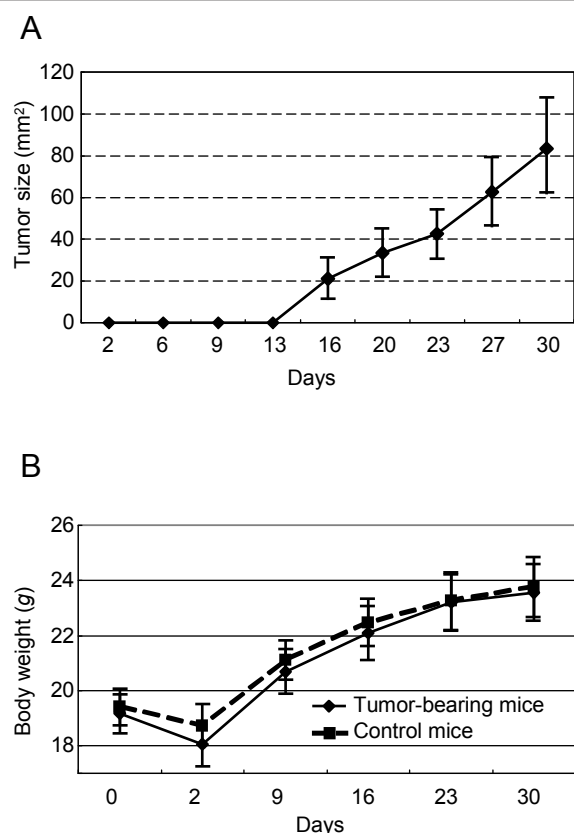 A
Tumor size (mm²)
120
100
80
60
40
20
0
2 6 9 13 16 20 23 27 30
Days
B
Body weight (g)
26
24
22
20
18
Tumor-bearing mice
Control mice
0 2 9 16 23 30
Days